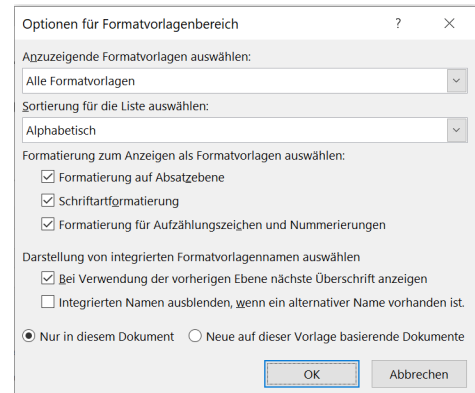 Optionen für Formatvorlagenbereich ?
Anzuzeigende Formatvorlagen auswählen:
Alle Formatvorlagen
Sortierung für die Liste auswählen:
Alphabetisch
Formatierung zum Anzeigen als Formatvorlagen auswählen:
Formatierung auf Absatzebene
Schriftartformatierung
Formatierung für Aufzählungszeichen und Nummerierungen
Darstellung von integrierten Formatvorlagennamen auswählen
Bei Verwendung der vorherigen Ebene nächste Überschrift anzeigen
Integrierten Namen ausblenden, wenn ein alternativer Name vorhanden ist.
Nur in diesem Dokument Neue auf dieser Vorlage basierende Dokumente
OK Abbrechen